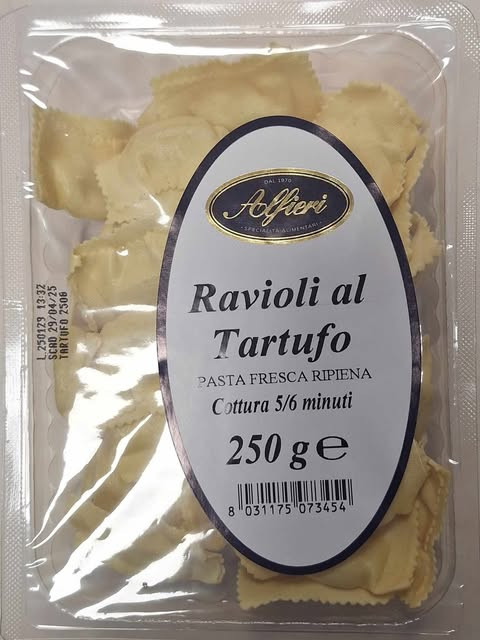 DAL 1970
Alfieri
SPECIALITÀ ALIMENTARI
Ravioli al
Tartufo
PASTA FRESCA RIPIENA
Cottura 5/6 minuti
250 g e
8 031175 073454
L.250129 13:32
SCAD 29/04/25
TARTUFO 250G